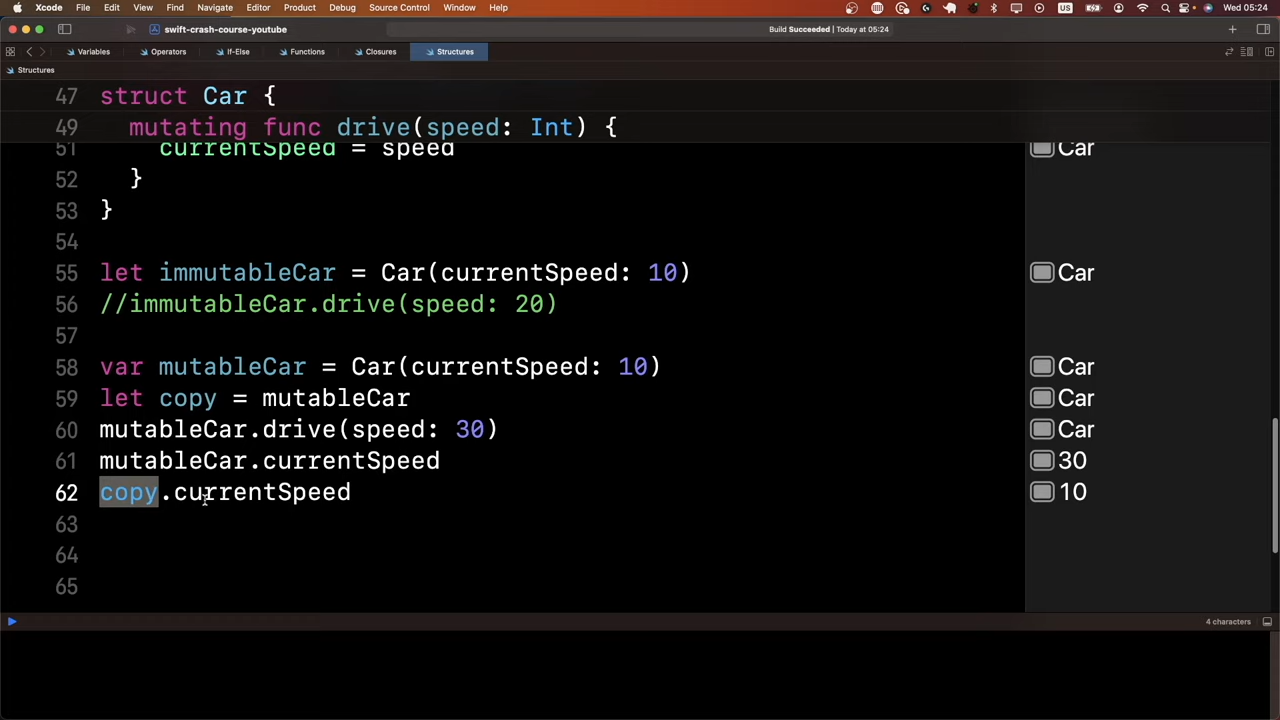 Xcode File Edit View Find Navigate Editor Product Debug Source Control Window Help US Wed 05:24
swift-crash-course-youtube Build Succeeded | Today at 05:24
Variables Operators If-Else Functions Closures Structures
Structures
47 struct Car {
49 mutating func drive(speed: Int) {
51 currentSpeed = speed Car
52 }
53 }
54
55 let immutableCar = Car(currentSpeed: 10) Car
56 //immutableCar.drive(speed: 20)
57
58 var mutableCar = Car(currentSpeed: 10) Car
59 let copy = mutableCar Car
60 mutableCar.drive(speed: 30) Car
61 mutableCar.currentSpeed 30
62 copy.currentSpeed 10
63
64
65
4 characters